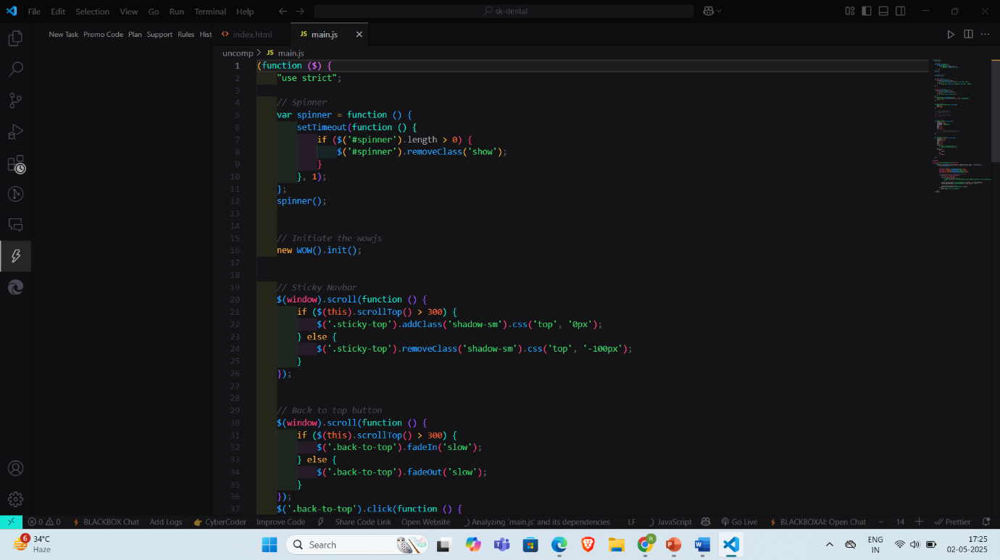 File Edit Selection View Go Run Terminal Help
sk-dental
New Task Promo Code Plan Support Rules Hist
index.html
JS main.js
uncomp > JS main.js
1 (function ($) {
2 "use strict";
3
4 // Spinner
5 var spinner = function () {
6 setTimeout(function () {
7 if ($('#spinner').length > 0) {
8 $('#spinner').removeClass('show');
9 }
10 }, 1);
11 };
12 spinner();
13
14
15 // Initiate the wowjs
16 new WOW().init();
17
18
19 // Sticky Navbar
20 $(window).scroll(function () {
21 if ($(this).scrollTop() > 300) {
22 $('.sticky-top').addClass('shadow-sm').css('top', '0px');
23 } else {
24 $('.sticky-top').removeClass('shadow-sm').css('top', '-100px');
25 }
26 });
27
28
29 // Back to top button
30 $(window).scroll(function () {
31 if ($(this).scrollTop() > 300) {
32 $('.back-to-top').fadeIn('slow');
33 } else {
34 $('.back-to-top').fadeOut('slow');
35 }
36 });
37 $('.back-to-top').click(function () {
0 0 BLACKBOX Chat Add Logs CyberCoder Improve Code Share Code Link Open Website Analyzing 'main.js' and its dependencies LF JavaScript Go Live BLACKBOXAI: Open Chat − 14 + Prettier
6 34°C
Haze
Search
R
ENG
IN
17:25
02-05-2025